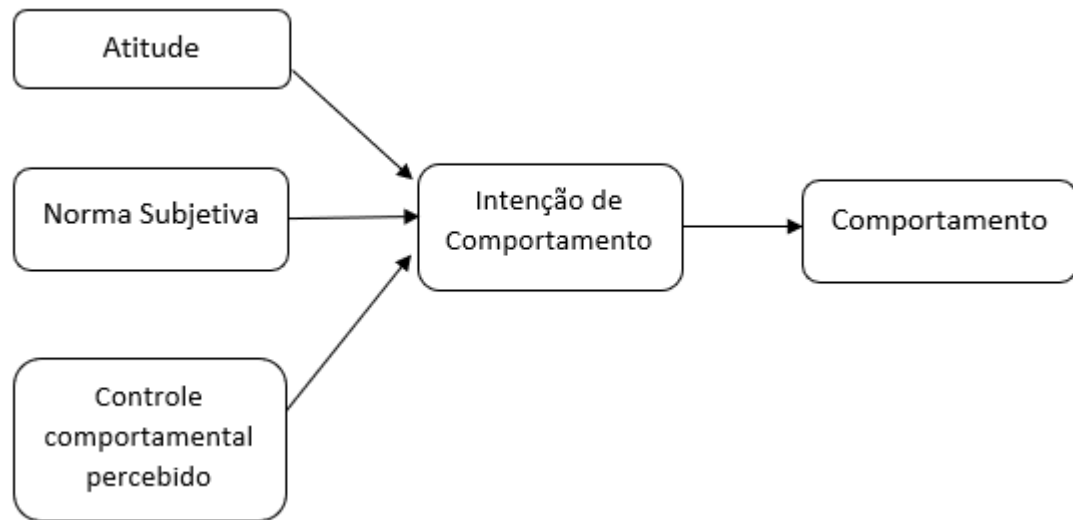 Atitude
Norma Subjetiva
Controle
comportamental
percebido
Intenção de
Comportamento
Comportamento